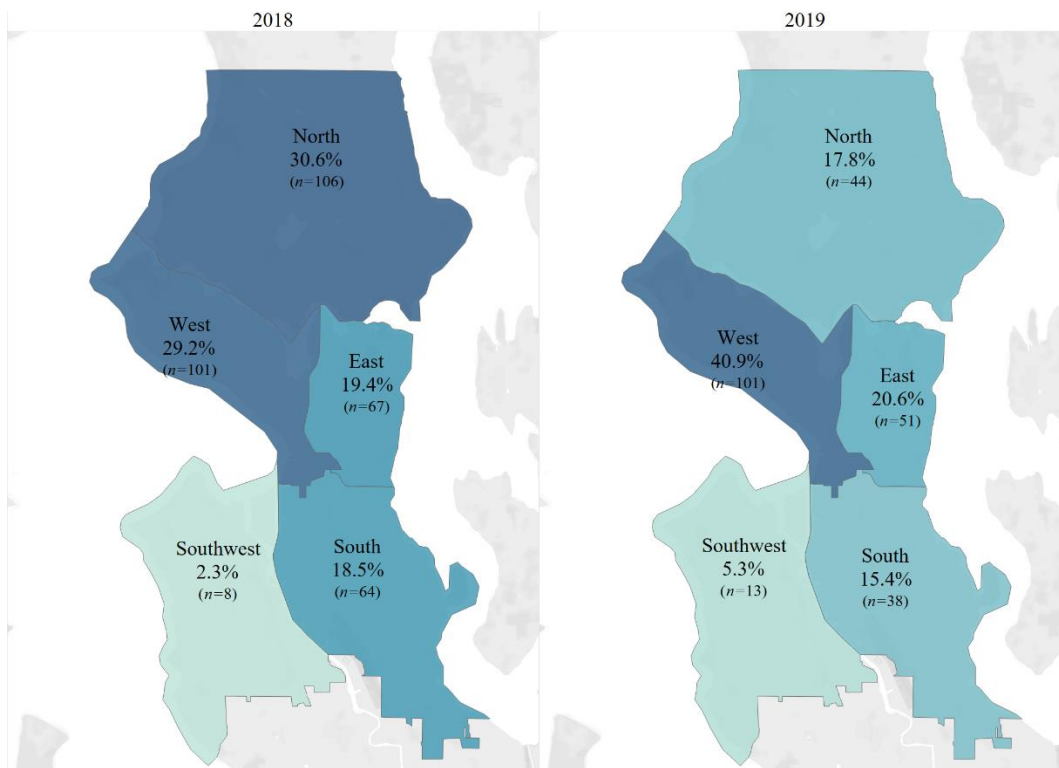 2018
North
30.6%
(n=106)
West
29.2%
(n=101)
East
19.4%
(n=67)
Southwest
2.3%
(n=8)
South
18.5%
(n=64)
2019
North
17.8%
(n=44)
West
40.9%
(n=101)
East
20.6%
(n=51)
Southwest
5.3%
(n=13)
South
15.4%
(n=38)